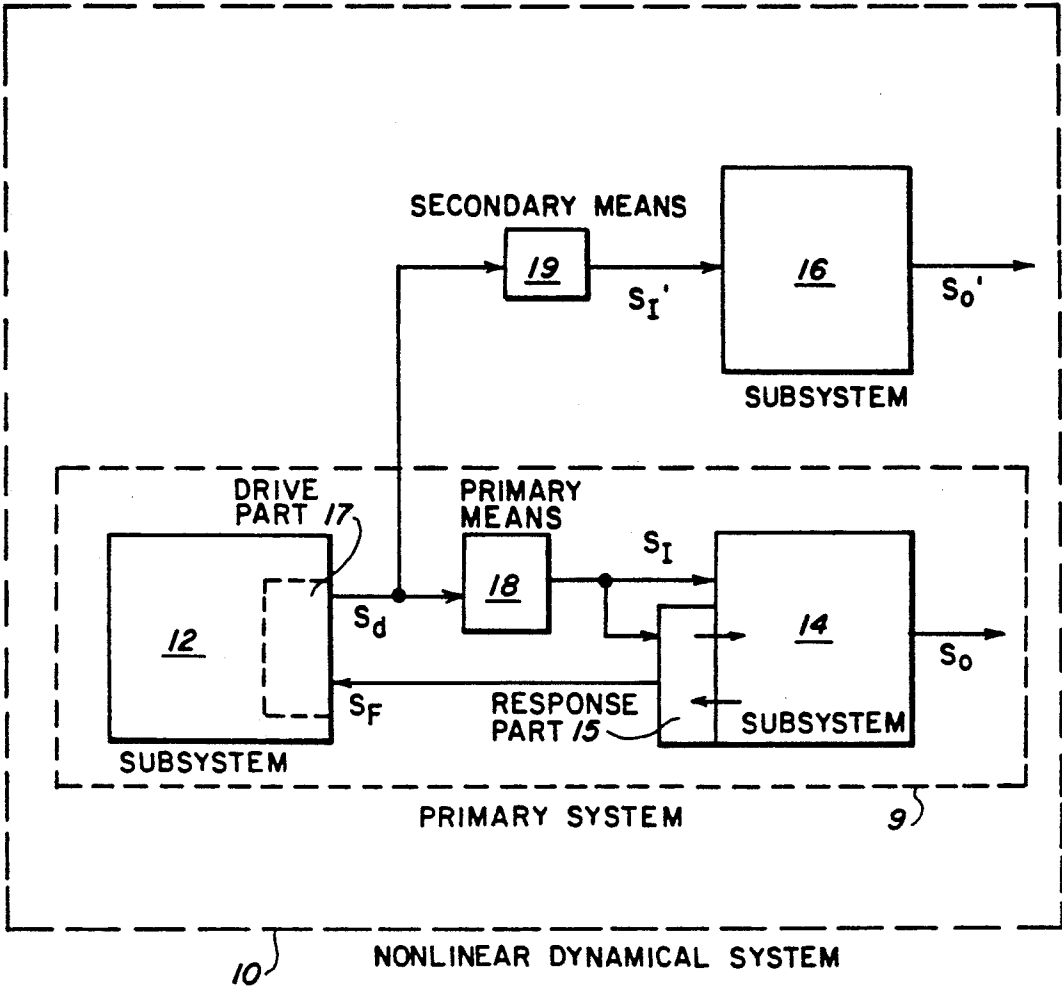 SECONDARY MEANS
19
16
S_I'
S_O'
SUBSYSTEM
DRIVE
PART 17
PRIMARY
MEANS
S_I
18
12
S_d
14
S_O
S_F
RESPONSE
PART 15
SUBSYSTEM
SUBSYSTEM
PRIMARY SYSTEM
9
NONLINEAR DYNAMICAL SYSTEM
10